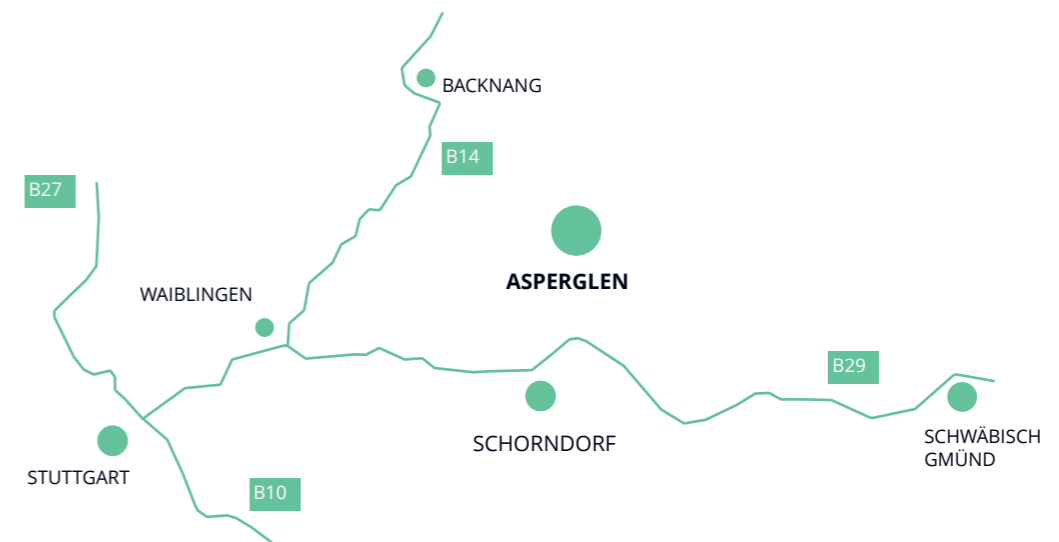 BACKNANG
B14
B27
ASPERGLEN
WAIBLINGEN
B29
SCHORNDORF
SCHWÄBISCH
GMÜND
STUTTGART
B10